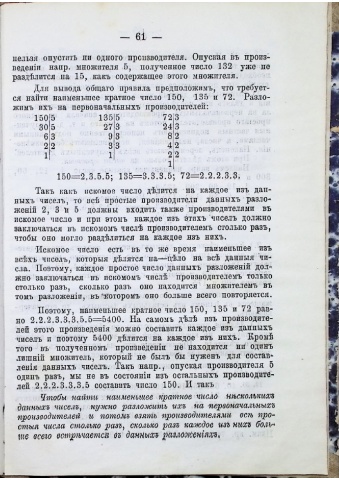 — 61 —
нельзя опустить ни одного производителя. Опуская въ произ-
веденіи напр. множителя 5, полученное число 132 уже не
раздѣлится на 15, какъ содержащее этого множителя.
Для вывода общаго правила предположимъ, что требует-
ся найти наименьшее кратное число 150, 135 и 72. Разло-
жимъ ихъ на первоначальныхъ производителей:
150|5 135|5 72|3
30|5 27|3 24|3
6|3 9|3 8|2
2|2 3|3 4|2
1| 1| 2|2
1|
150=2.3.5.5; 135=3.3.3.5; 72=2.2.2.3.3,
Такъ какъ искомое число дѣлится на каждое изъ дан-
ныхъ чиселъ, то всѣ простые производители данныхъ разло-
женій 2, 3 и 5 должны входить также производителями въ
искомое число и при этомъ каждое изъ этихъ чиселъ должно
заключаться въ искомомъ числѣ производителемъ столько разъ,
чтобы оно могло раздѣлиться на каждое изъ нихъ.
Искомое число есть въ то же время наименьшее изъ
всѣхъ чиселъ, которыя дѣлятся на—цѣло на всѣ данныя чи-
сла. Поэтому, каждое простое число данныхъ разложеній дол-
жно заключаться въ искомомъ числѣ производителемъ только
столько разъ, сколько разъ оно находится множителемъ въ
томъ разложеніи, въ которомъ оно больше всего повторяется.
Поэтому, наименьшее кратное число 150, 135 и 72 рав-
но 2.2.2.3.3.3.5.5=5400. На самомъ дѣлѣ изъ производите-
лей этого произведенія можно составить каждое изъ данныхъ
чиселъ и потому 5400 дѣлится на каждое изъ нихъ. Кромѣ
того въ полученномъ произведеніи не находится ни одинъ
лишній множитель, который не былъ бы нуженъ для состав-
ленія данныхъ чиселъ. Такъ напр., опуская производителя 5
одинъ разъ, мы не въ состояніи изъ остальныхъ производите-
лей 2.2.2.3.3.3.5 составить число 150. И такъ
Чтобы найти наименьшее кратное число нѣсколькихъ
данныхъ чиселъ, нужно разложить ихъ на первоначальныхъ
производителей и потомъ взять производителями всѣ прос-
тыя числа столько разъ, сколько разъ каждое изъ нихъ боль-
ше всего встрѣчается въ данныхъ разложеніяхъ,